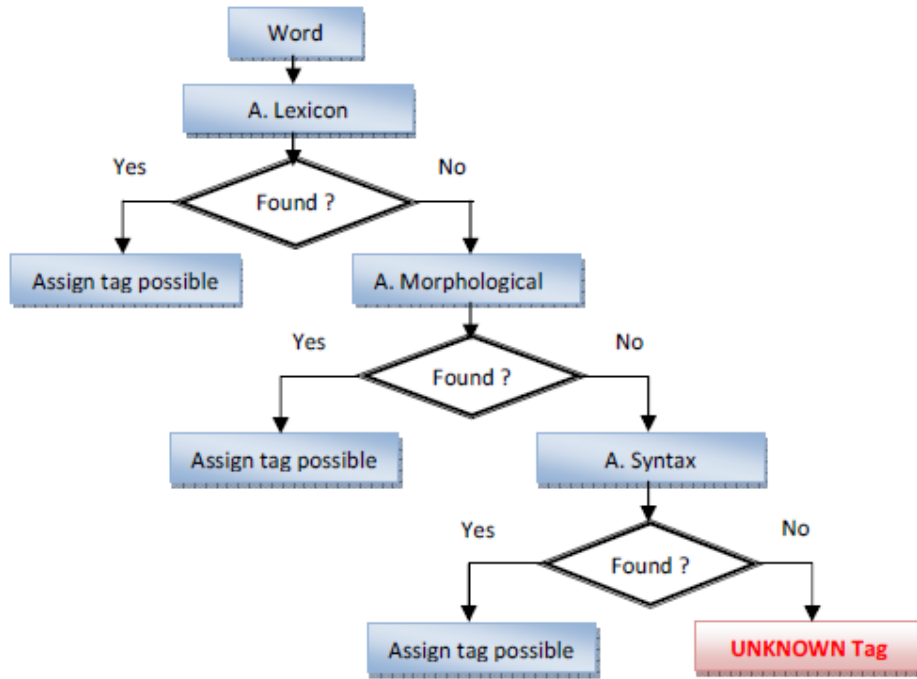 Word
A. Lexicon
Yes
No
Found ?
Assign tag possible
A. Morphological
Yes
No
Found ?
Assign tag possible
A. Syntax
Yes
No
Found ?
Assign tag possible
UNKNOWN Tag